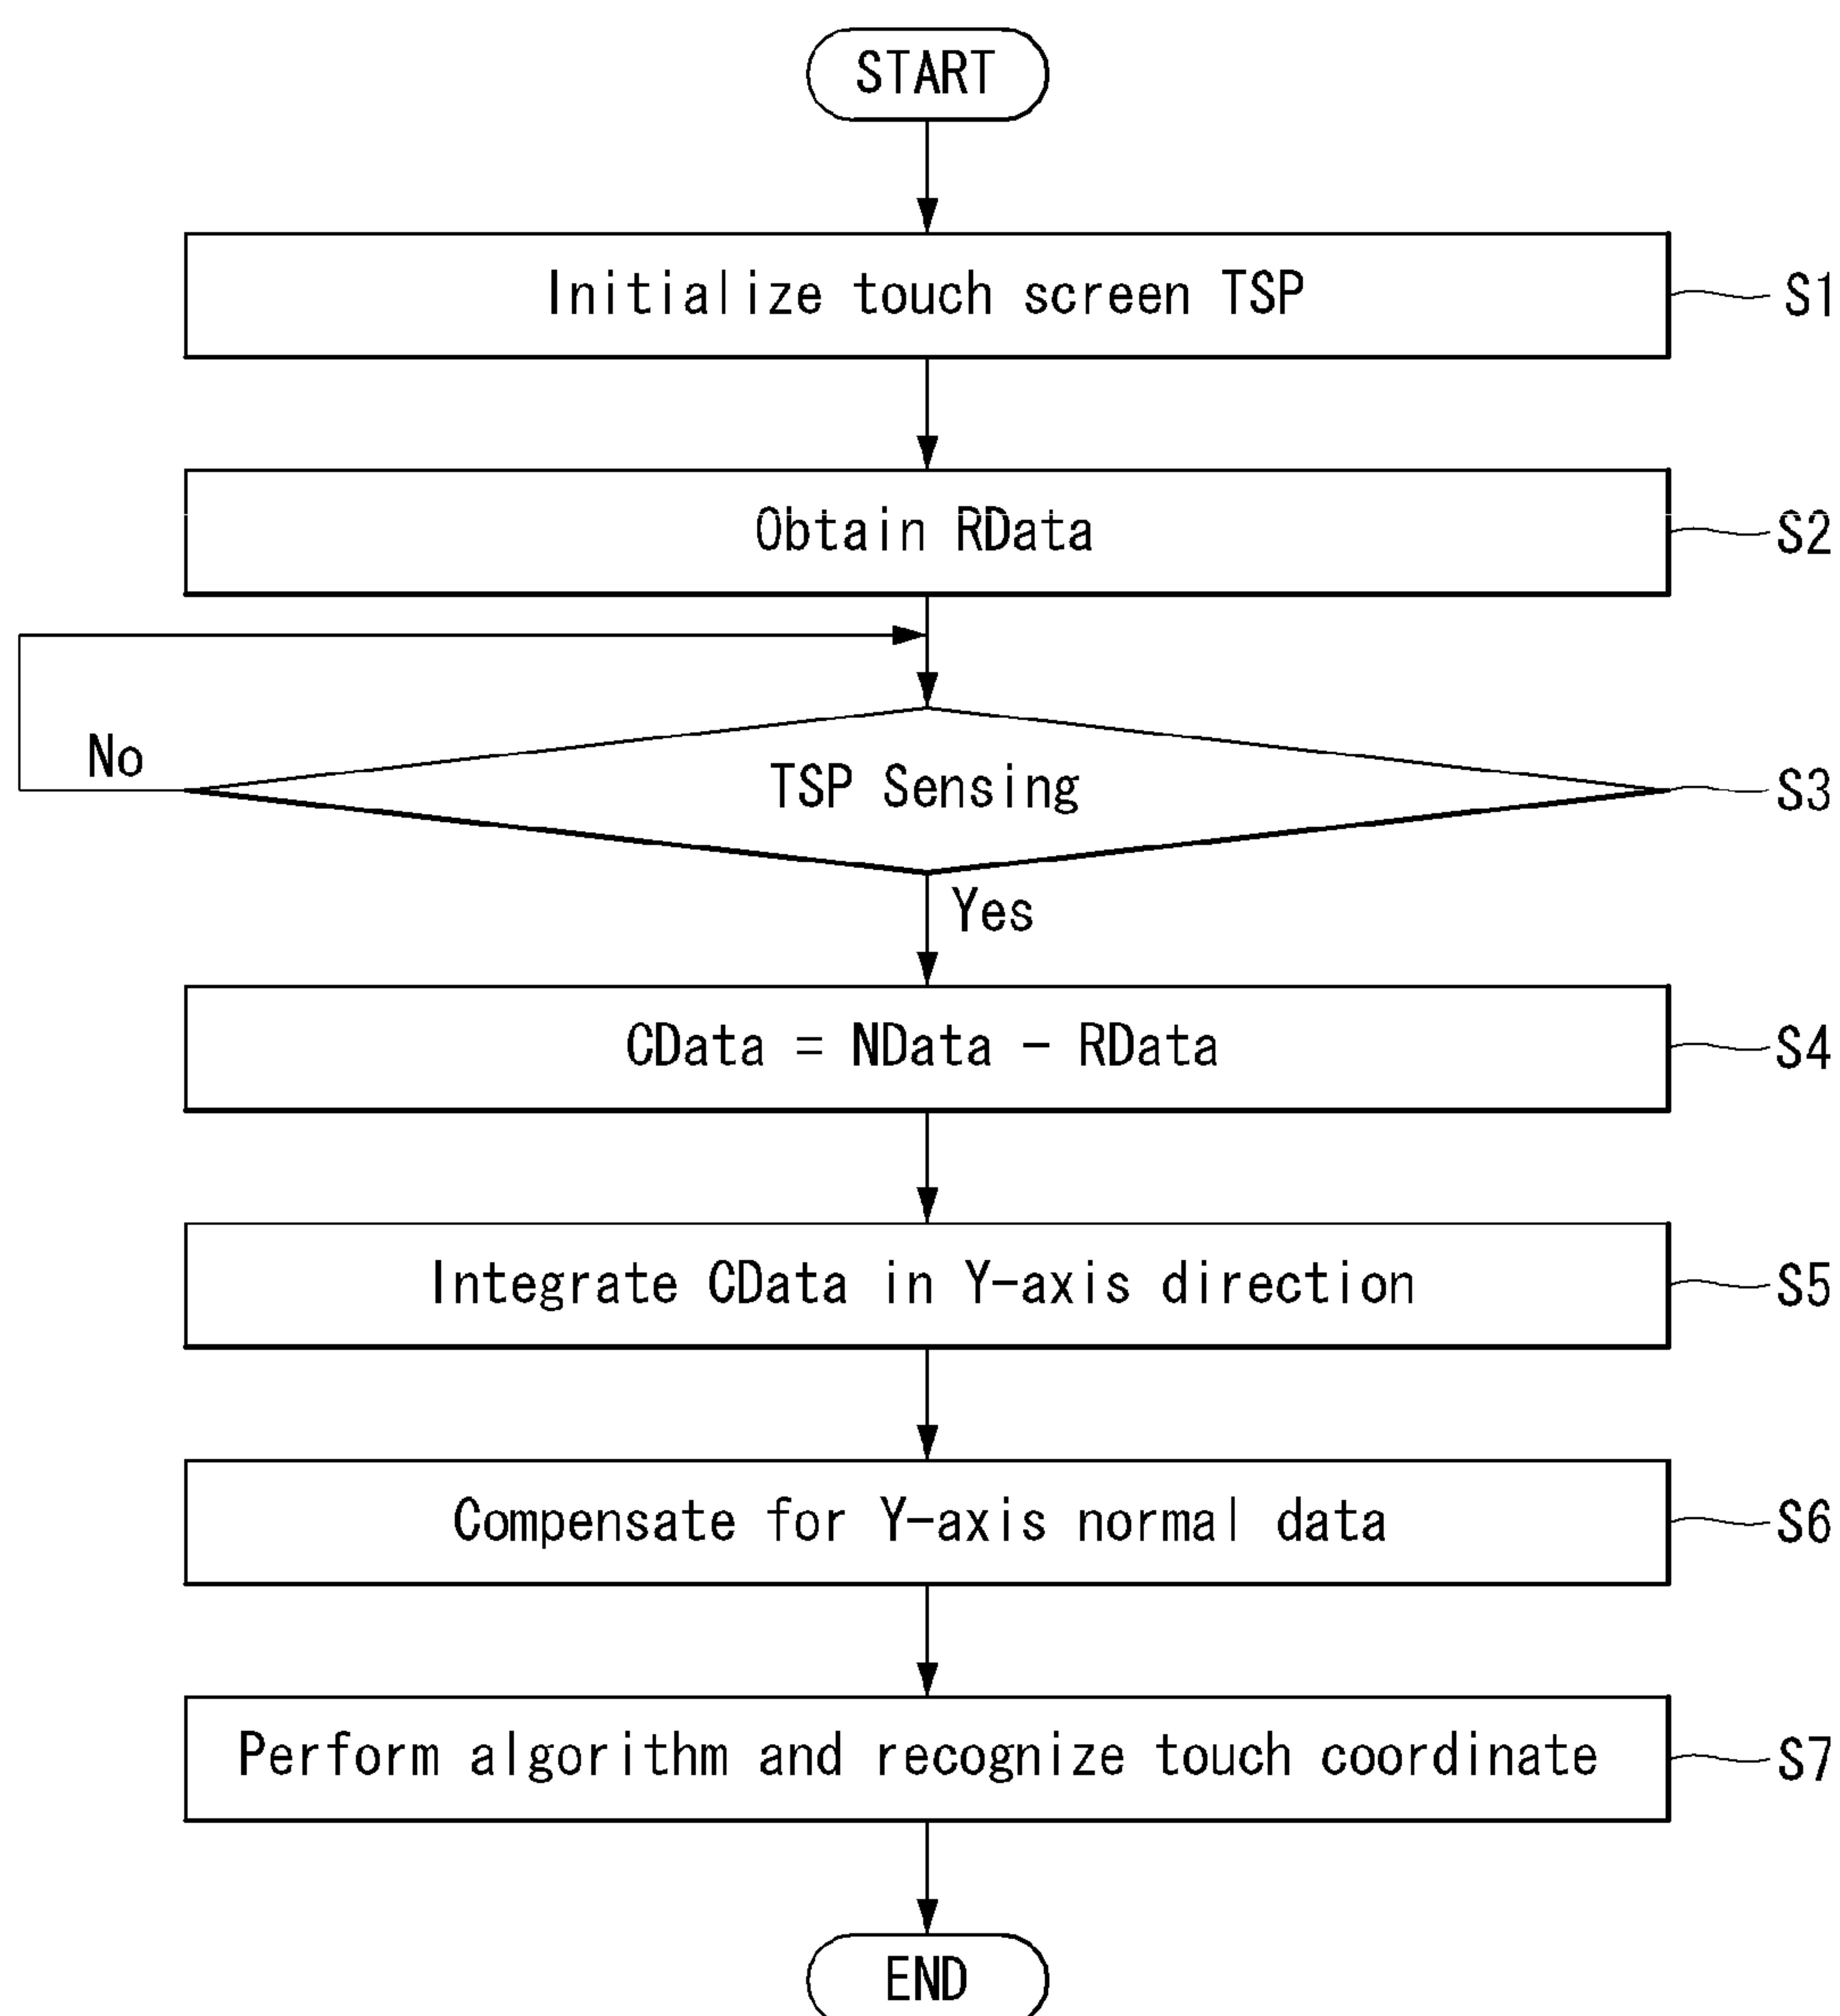 START
Initialize touch screen TSP
S1
Obtain RData
S2
No
TSP Sensing
S3
Yes
CData = NData - RData
S4
Integrate CData in Y-axis direction
S5
Compensate for Y-axis normal data
S6
Perform algorithm and recognize touch coordinate
S7
END